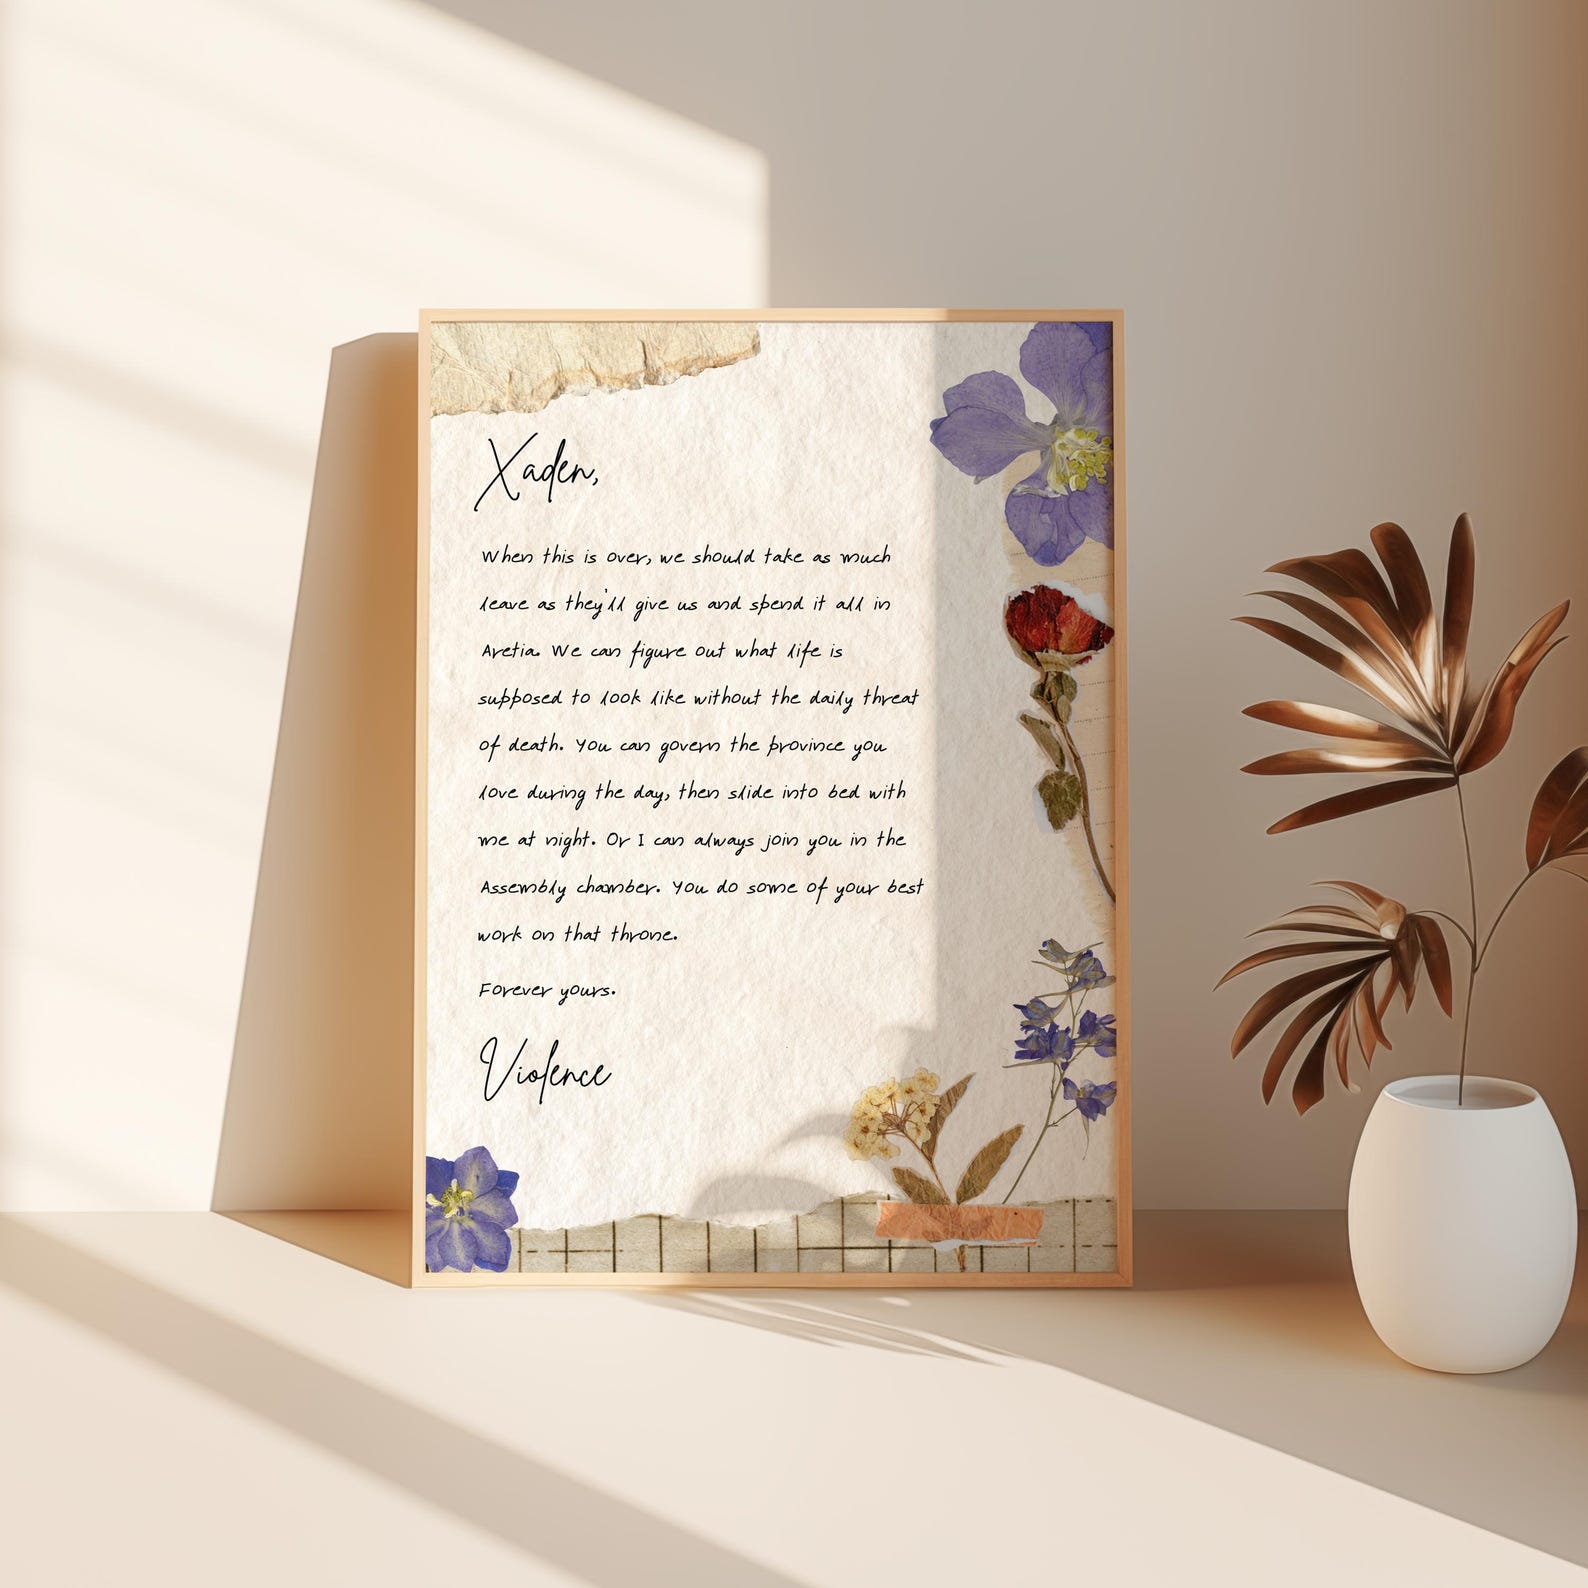 Xaden,
When this is over, we should take as much
leave as they'll give us and spend it all in
Aretia. We can figure out what life is
supposed to look like without the daily threat
of death. You can govern the province you
love during the day, then slide into bed with
me at night. Or I can always join you in the
Assembly chamber. You do some of your best
work on that throne.
Forever yours.
Violence